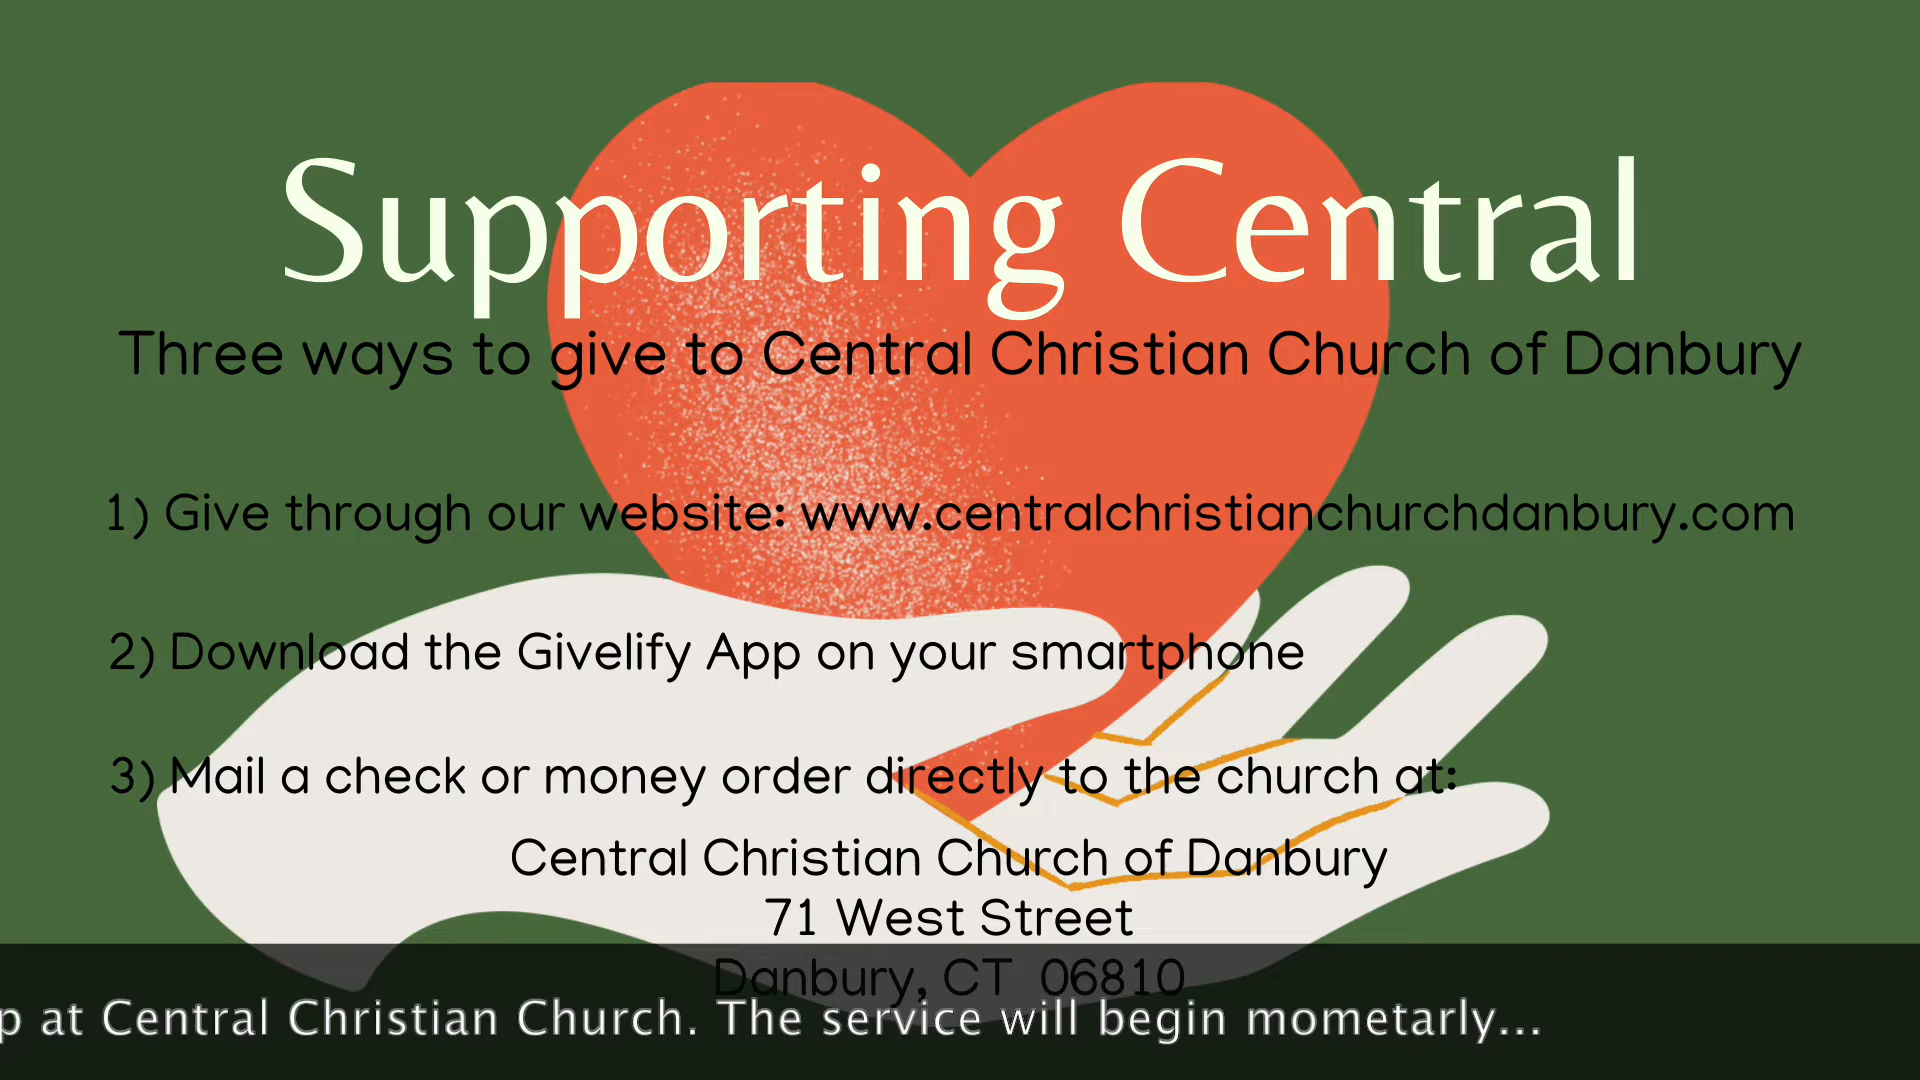 Supporting Central
Three ways to give to Central Christian Church of Danbury
1) Give through our website: www.centralchristianchurchdanbury.com
2) Download the Givelify App on your smartphone
3) Mail a check or money order directly to the church at:
Central Christian Church of Danbury
71 West Street
Danbury, CT 06810
p at Central Christian Church. The service will begin mometarly...